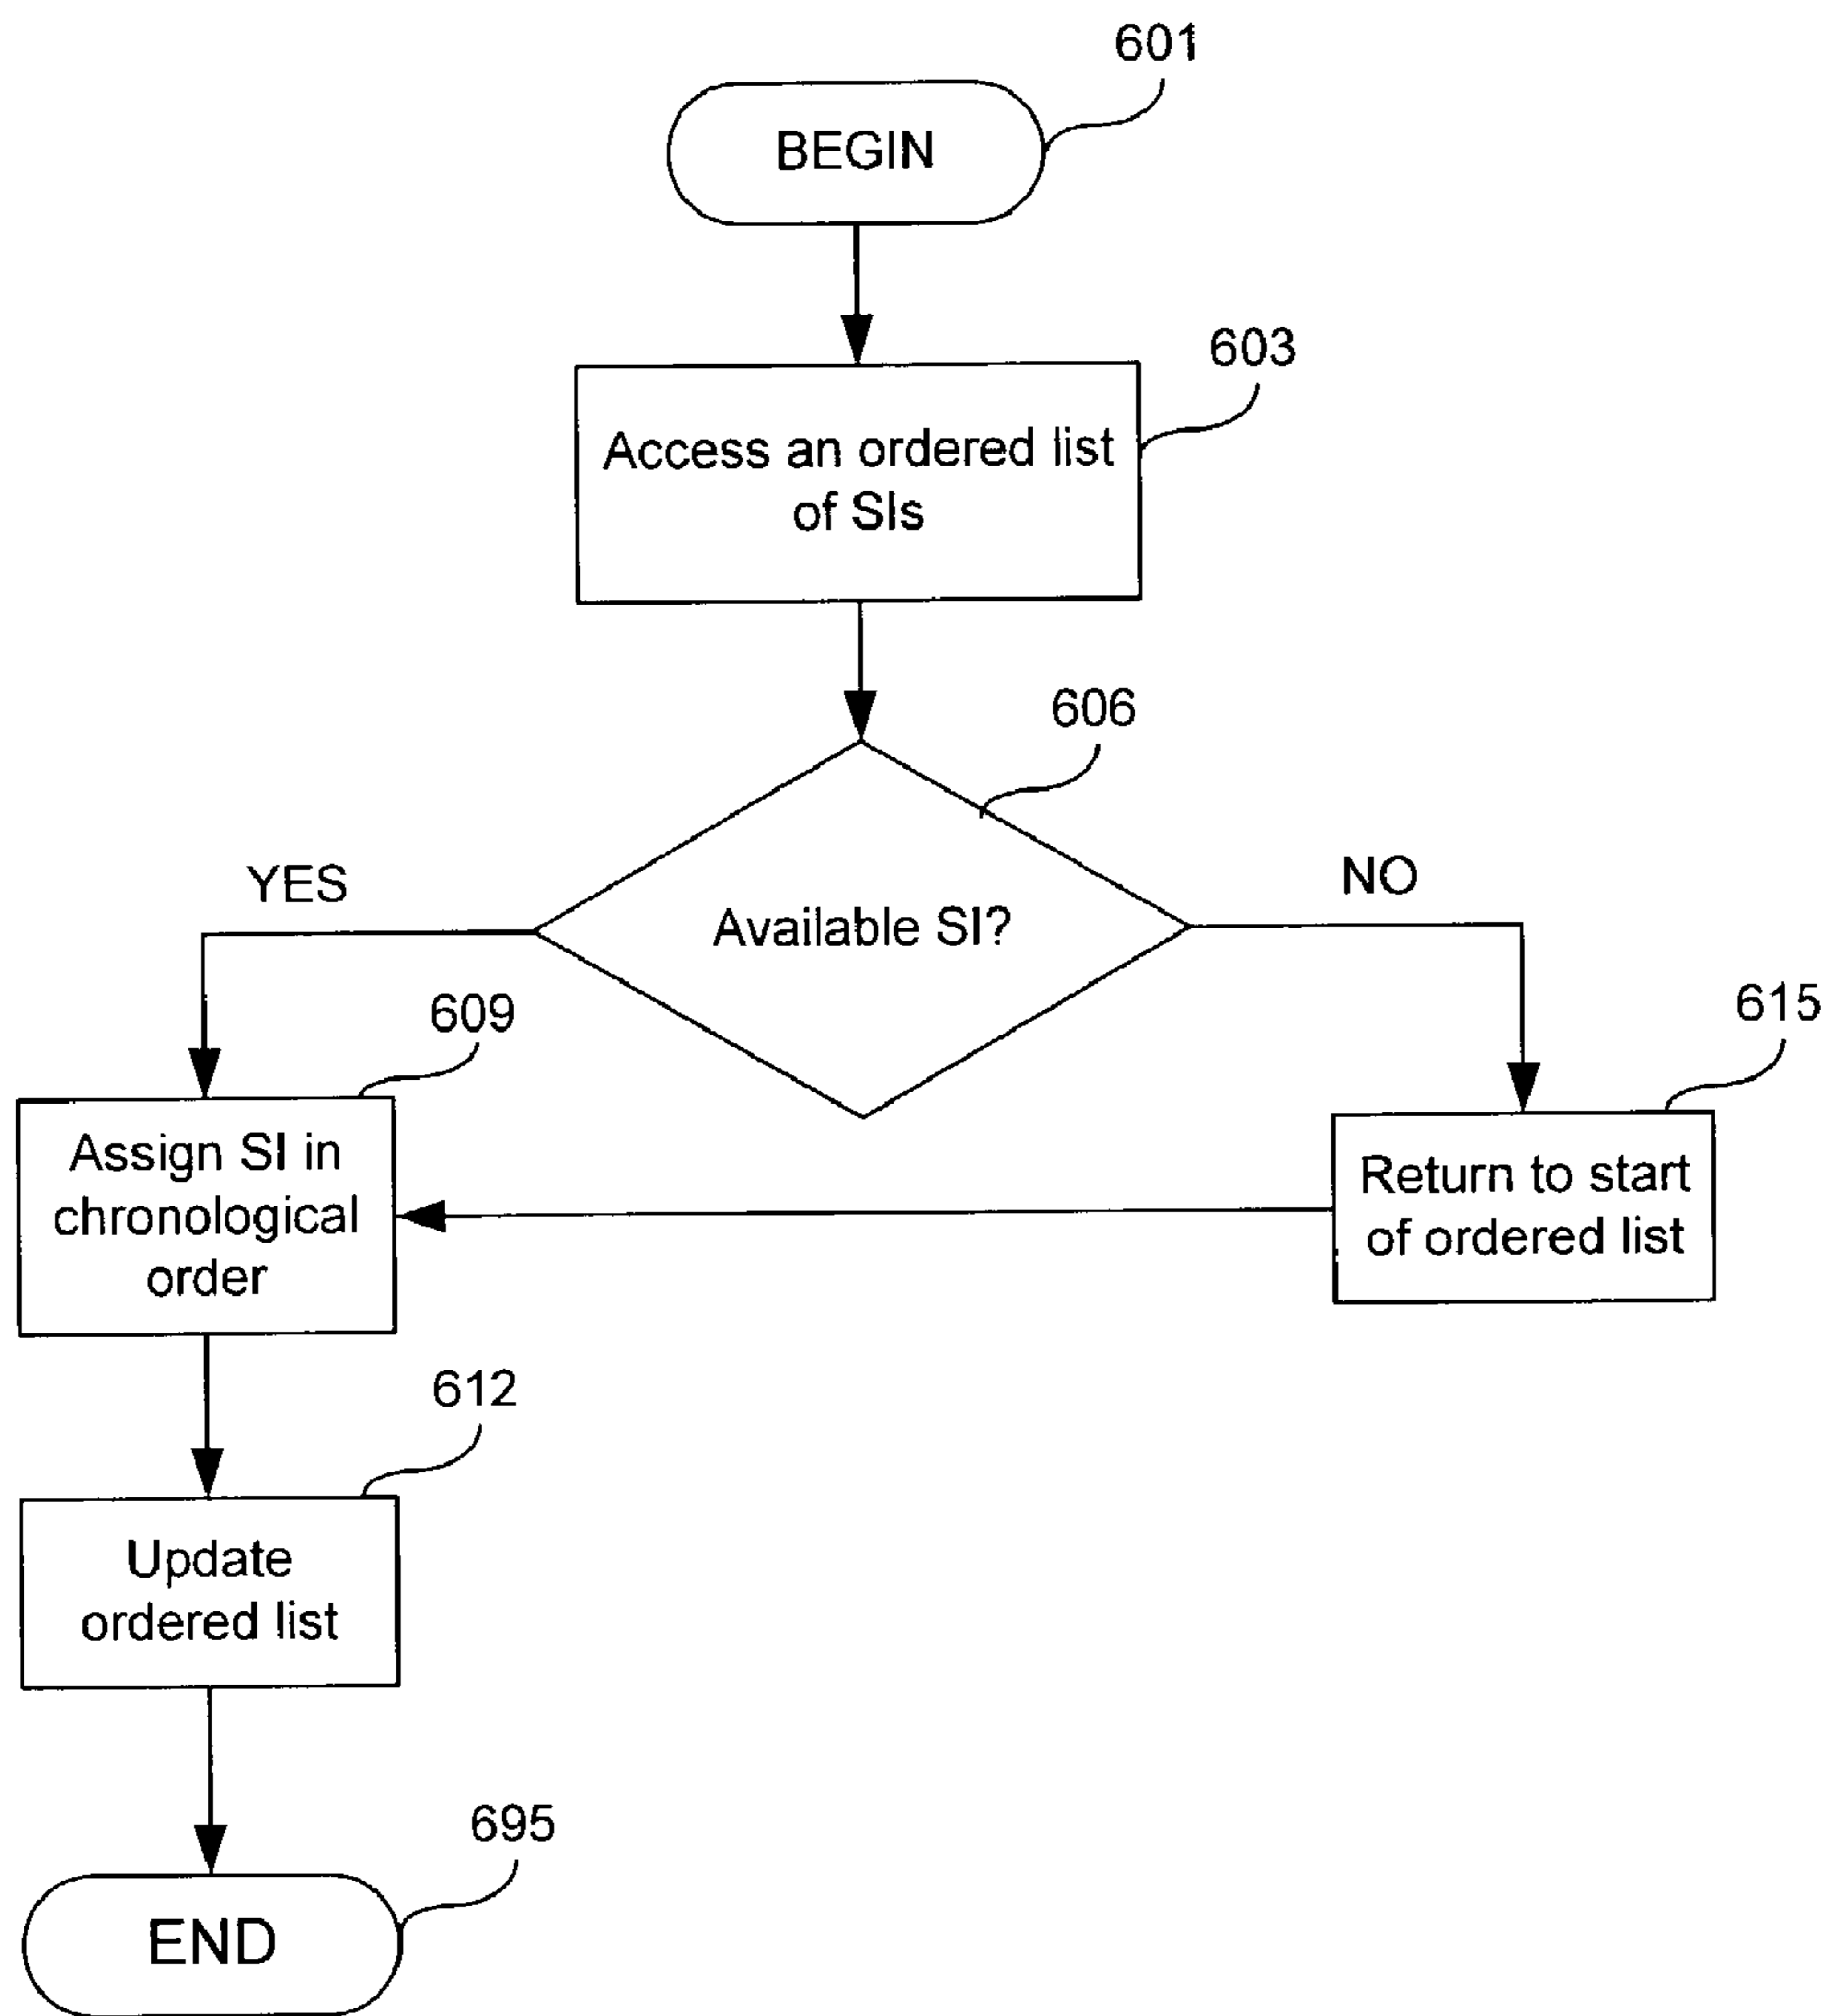 601
BEGIN
603
Access an ordered list
of SIs
606
YES
NO
Available SI?
609
615
Assign SI in
chronological
order
Return to start
of ordered list
612
Update
ordered list
695
END